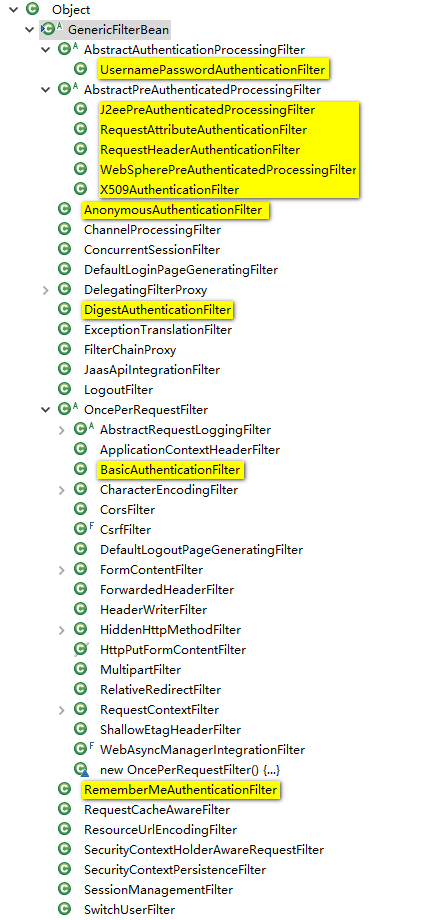 Object
GenericFilterBean
A AbstractAuthenticationProcessingFilter
UsernamePasswordAuthenticationFilter
A AbstractPreAuthenticatedProcessingFilter
J2eePreAuthenticatedProcessingFilter
RequestAttributeAuthenticationFilter
RequestHeaderAuthenticationFilter
WebSpherePreAuthenticatedProcessingFilter
X509AuthenticationFilter
AnonymousAuthenticationFilter
ChannelProcessingFilter
ConcurrentSessionFilter
DefaultLoginPageGeneratingFilter
DelegatingFilterProxy
DigestAuthenticationFilter
ExceptionTranslationFilter
FilterChainProxy
JaasApiIntegrationFilter
LogoutFilter
A OncePerRequestFilter
A AbstractRequestLoggingFilter
ApplicationContextHeaderFilter
BasicAuthenticationFilter
CharacterEncodingFilter
CorsFilter
F CsrfFilter
DefaultLogoutPageGeneratingFilter
FormContentFilter
ForwardedHeaderFilter
HeaderWriterFilter
HiddenHttpMethodFilter
HttpPutFormContentFilter
MultipartFilter
RelativeRedirectFilter
RequestContextFilter
ShallowEtagHeaderFilter
F WebAsyncManagerIntegrationFilter
new OncePerRequestFilter() {...}
RememberMeAuthenticationFilter
RequestCacheAwareFilter
ResourceUrlEncodingFilter
SecurityContextHolderAwareRequestFilter
SecurityContextPersistenceFilter
SessionManagementFilter
SwitchUserFilter